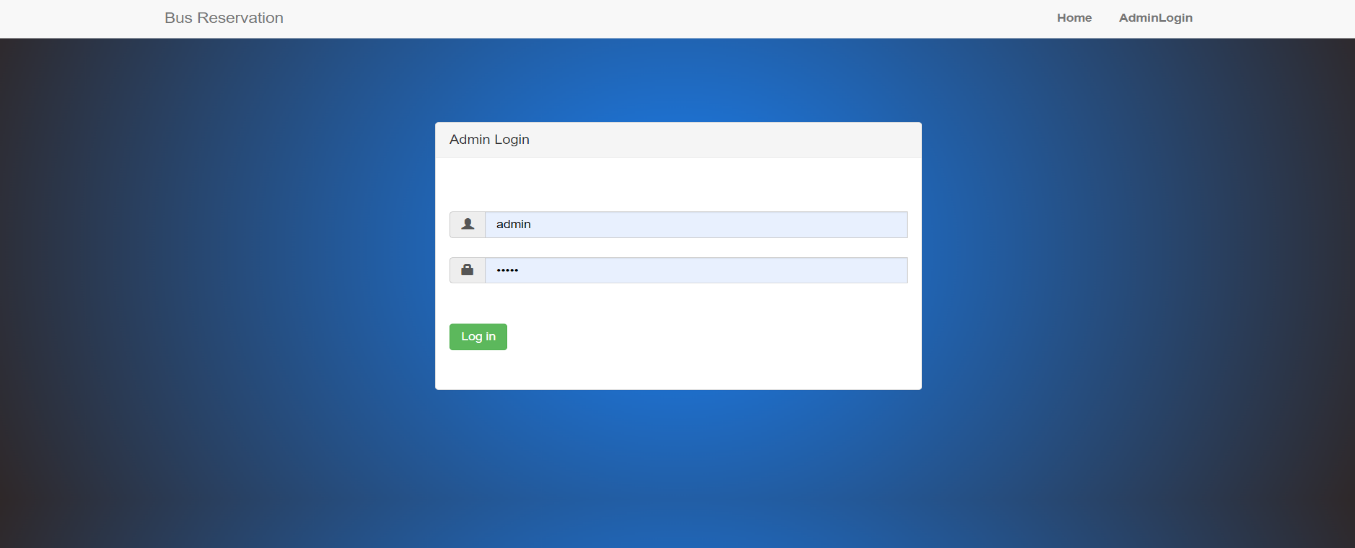 Bus Reservation
Home AdminLogin
Admin Login
admin
•••••
Log in